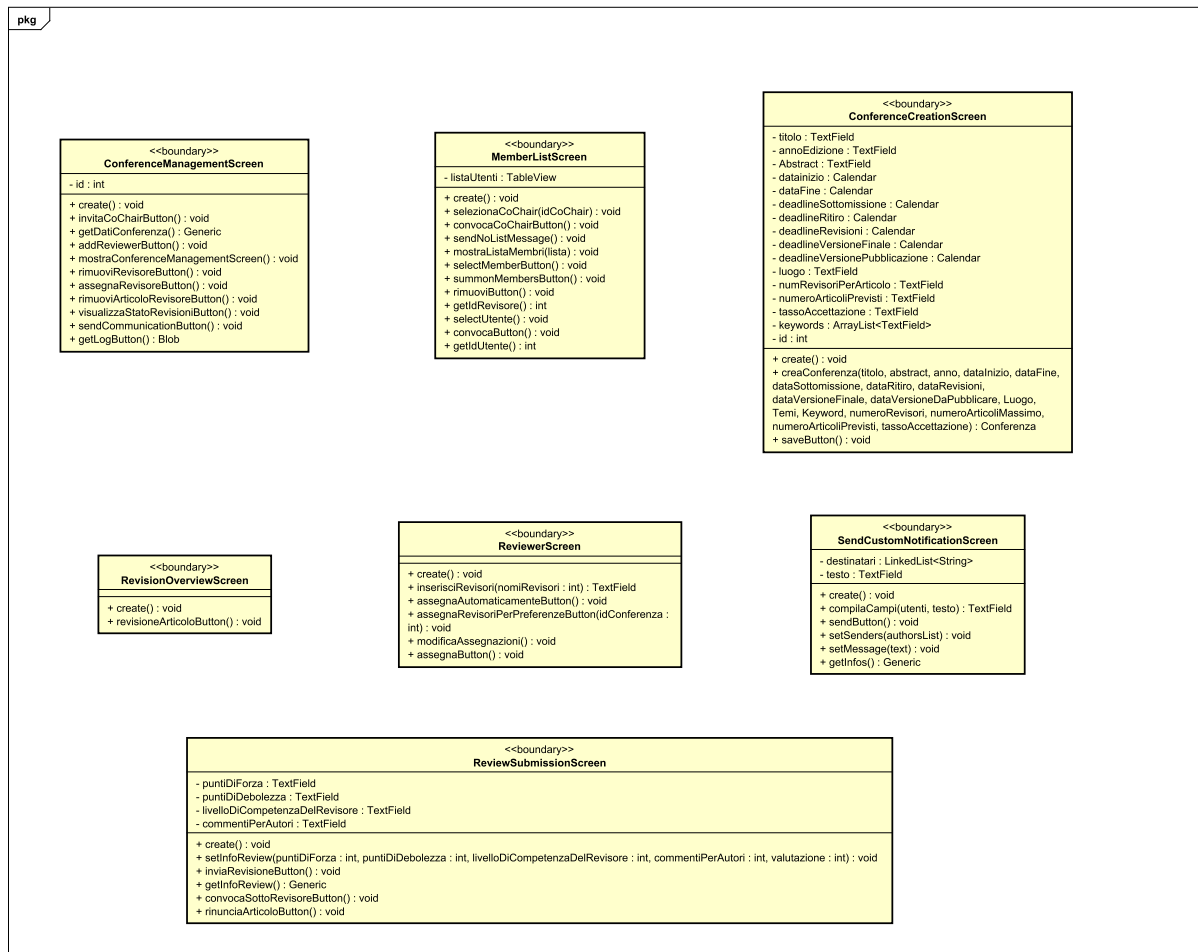 pkg
<<boundary>>
ConferenceManagementScreen
- id : int
+ create() : void
+ invitaCoChairButton() : void
+ getDatiConferenza() : Generic
+ addReviewerButton() : void
+ mostraConferenceManagementScreen() : void
+ rimuoviRevisoreButton() : void
+ assegnaRevisoreButton() : void
+ rimuoviArticoloRevisoreButton() : void
+ visualizzaStatoRevisioniButton() : void
+ sendCommunicationButton() : void
+ getLogButton() : Blob
<<boundary>>
MemberListScreen
- listaUtenti : TableView
+ create() : void
+ selezionaCoChair(idCoChair) : void
+ convocaCoChairButton() : void
+ sendNoListMessage() : void
+ mostraListaMembri(lista) : void
+ selectMemberButton() : void
+ summonMembersButton() : void
+ rimuoviButton() : void
+ getIdRevisore() : int
+ selectUtente() : void
+ convocaButton() : void
+ getIdUtente() : int
<<boundary>>
ConferenceCreationScreen
- titolo : TextField
- annoEdizione : TextField
- Abstract : TextField
- datainizio : Calendar
- dataFine : Calendar
- deadlineSottomissione : Calendar
- deadlineRitiro : Calendar
- deadlineRevisioni : Calendar
- deadlineVersioneFinale : Calendar
- deadlineVersionePubblicazione : Calendar
- luogo : TextField
- numRevisoriPerArticolo : TextField
- numeroArticoliPrevisti : TextField
- tassoAccettazione : TextField
- keywords : ArrayList<TextField>
- id : int
+ create() : void
+ creaConferenza(titolo, abstract, anno, dataInizio, dataFine,
dataSottomissione, dataRitiro, dataRevisioni,
dataVersioneFinale, dataVersioneDaPubblicare, Luogo,
Temi, Keyword, numeroRevisori, numeroArticoliMassimo,
numeroArticoliPrevisti, tassoAccettazione) : Conferenza
+ saveButton() : void
<<boundary>>
RevisionOverviewScreen
+ create() : void
+ revisioneArticoloButton() : void
<<boundary>>
ReviewerScreen
+ create() : void
+ inserisciRevisori(nomiRevisori : int) : TextField
+ assegnaAutomaticamenteButton() : void
+ assegnaRevisoriPerPreferenzeButton(idConferenza :
int) : void
+ modificaAssegnazioni() : void
+ assegnaButton() : void
<<boundary>>
SendCustomNotificationScreen
- destinatari : LinkedList<String>
- testo : TextField
+ create() : void
+ compilaCampi(utenti, testo) : TextField
+ sendButton() : void
+ setSenders(authorsList) : void
+ setMessage(text) : void
+ getInfos() : Generic
<<boundary>>
ReviewSubmissionScreen
- puntiDiForza : TextField
- puntiDiDebolezza : TextField
- livelloDiCompetenzaDelRevisore : TextField
- commentiPerAutori : TextField
+ create() : void
+ setInfoReview(puntiDiForza : int, puntiDiDebolezza : int, livelloDiCompetenzaDelRevisore : int, commentiPerAutori : int, valutazione : int) : void
+ inviaRevisioneButton() : void
+ getInfoReview() : Generic
+ convocaSottoRevisoreButton() : void
+ rinunciaArticoloButton() : void